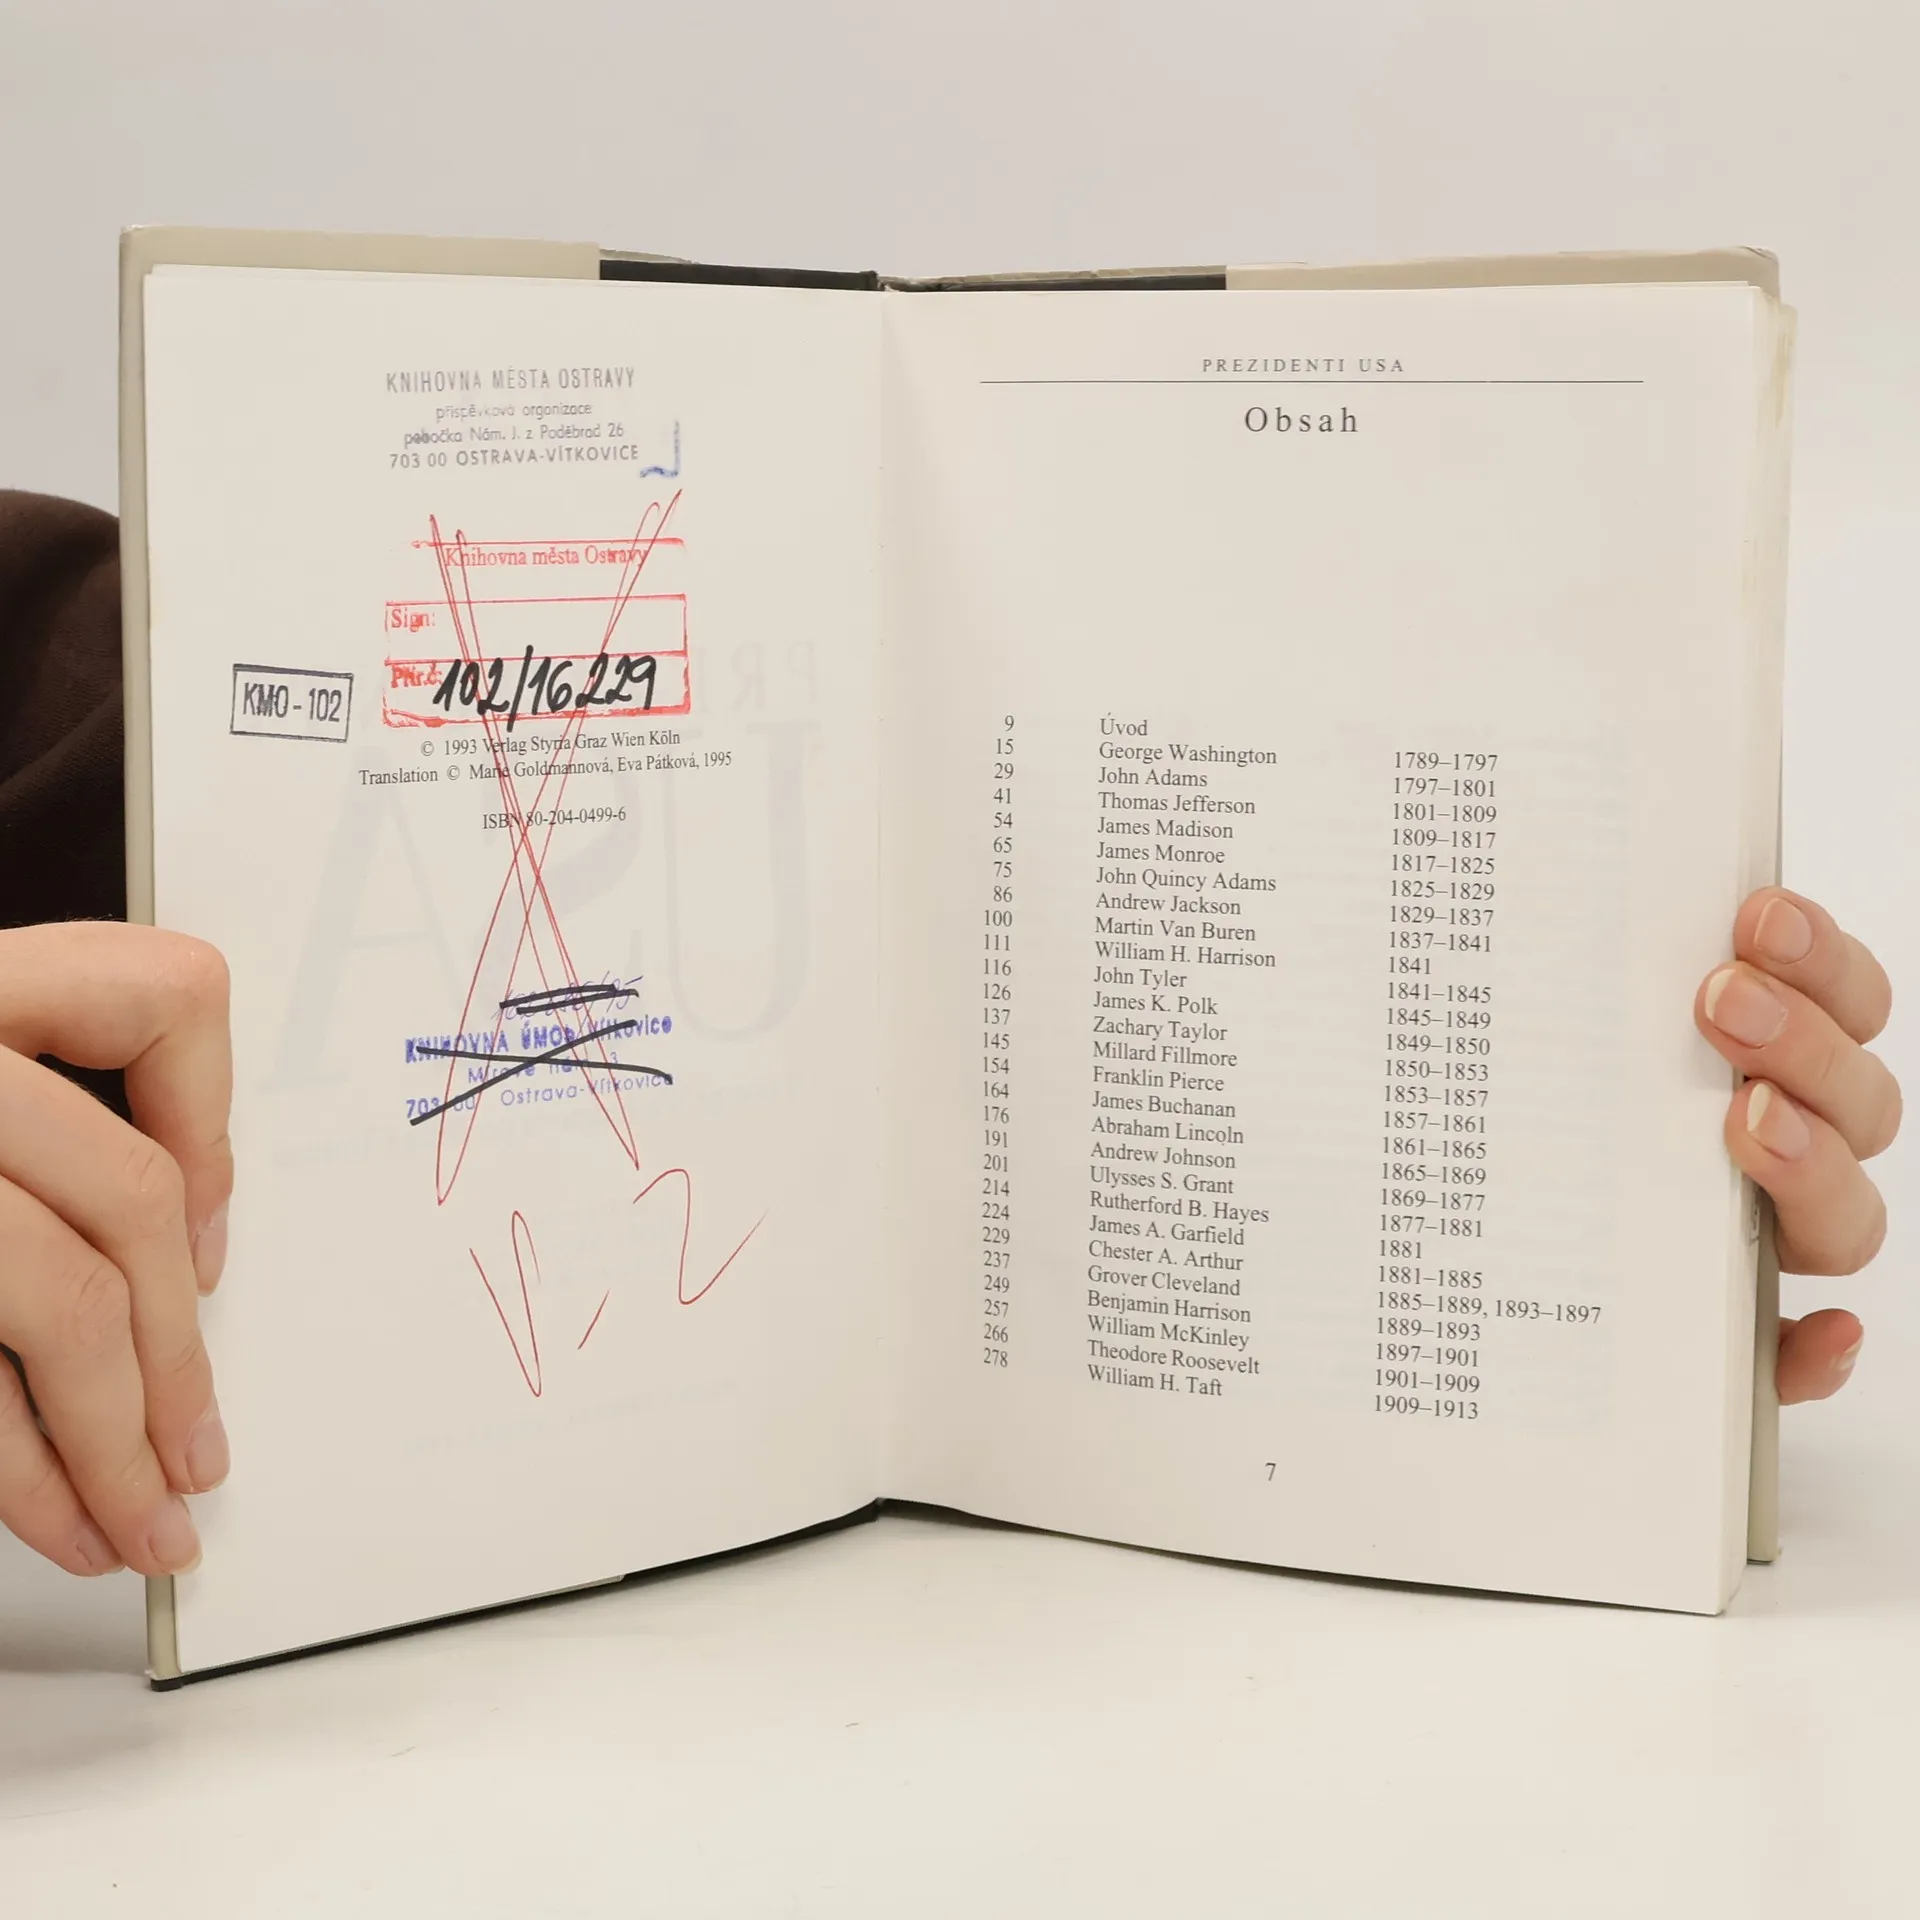 KNIHOVNA MĚSTA OSTRAVY
příspěvková organizace
pobočka Nám. J. z Poděbrad 26
703 00 OSTRAVA-VÍTKOVICE
Knihovna města Ostravy
Sign:
Přír.č: 102/16229
KMO - 102
© 1993 Verlag Styria Graz Wien Köln
Translation © Marie Goldmannová, Eva Pátková, 1995
ISBN 80-204-0499-6
KNIHOVNA ÚMOb Vítkovice
Mírové nám. 3
703 00 Ostrava-Vítkovice
PREZIDENTI USA
Obsah
9 Úvod
15 George Washington 1789–1797
29 John Adams 1797–1801
41 Thomas Jefferson 1801–1809
54 James Madison 1809–1817
65 James Monroe 1817–1825
75 John Quincy Adams 1825–1829
86 Andrew Jackson 1829–1837
100 Martin Van Buren 1837–1841
111 William H. Harrison 1841
116 John Tyler 1841–1845
126 James K. Polk 1845–1849
137 Zachary Taylor 1849–1850
145 Millard Fillmore 1850–1853
154 Franklin Pierce 1853–1857
164 James Buchanan 1857–1861
176 Abraham Lincoln 1861–1865
191 Andrew Johnson 1865–1869
201 Ulysses S. Grant 1869–1877
214 Rutherford B. Hayes 1877–1881
224 James A. Garfield 1881
229 Chester A. Arthur 1881–1885
237 Grover Cleveland 1885–1889, 1893–1897
249 Benjamin Harrison 1889–1893
257 William McKinley 1897–1901
266 Theodore Roosevelt 1901–1909
278 William H. Taft 1909–1913
7